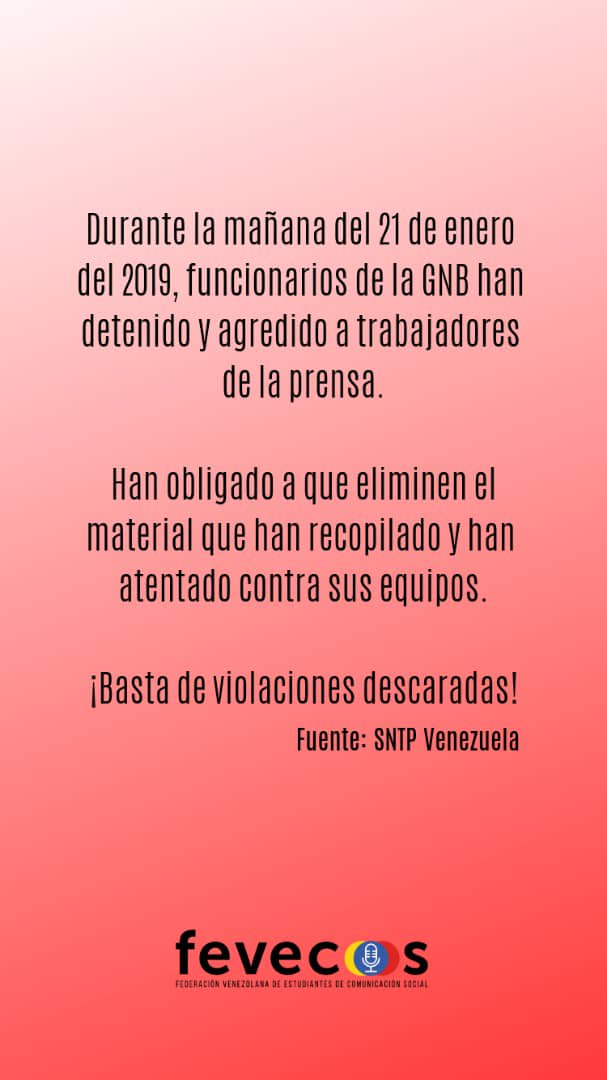 Durante la mañana del 21 de enero
del 2019, funcionarios de la GNB han
detenido y agredido a trabajadores
de la prensa.
Han obligado a que eliminen el
material que han recopilado y han
atentado contra sus equipos.
¡Basta de violaciones descaradas!
Fuente: SNTP Venezuela
fevecos
FEDERACIÓN VENEZOLANA DE ESTUDIANTES DE COMUNICACIÓN SOCIAL